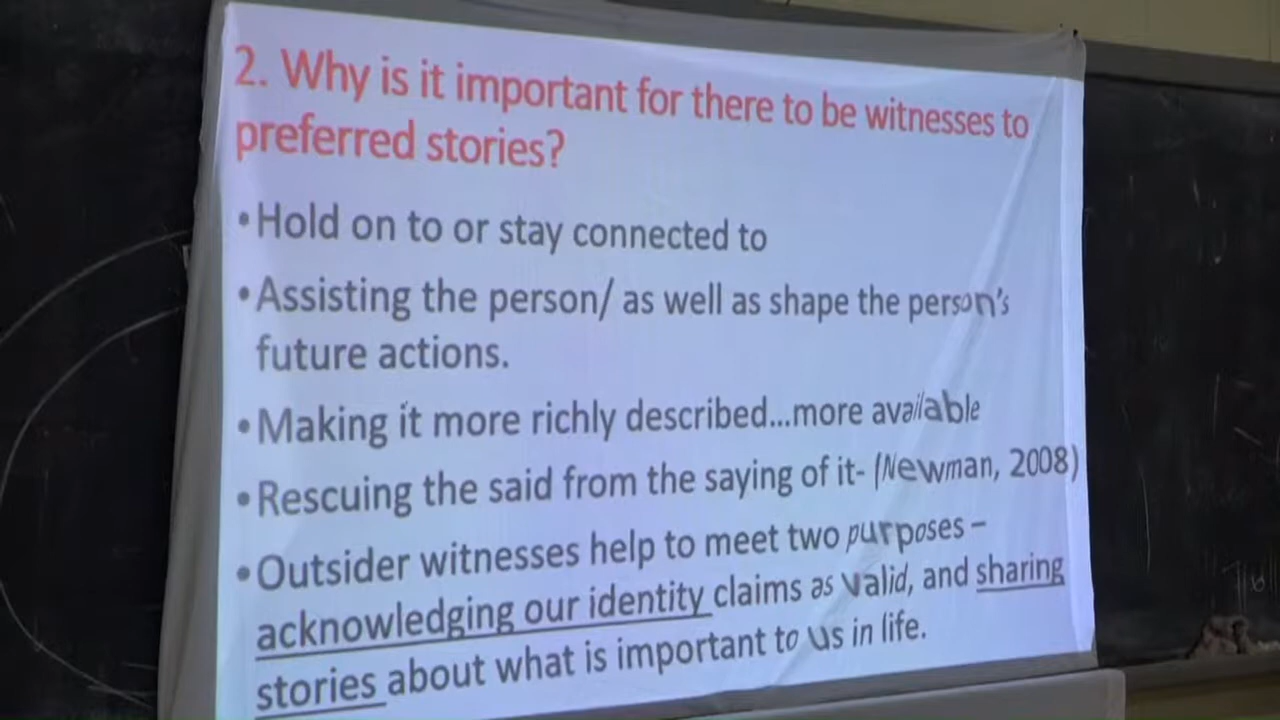 2. Why is it important for there to be witnesses to
preferred stories?
•Hold on to or stay connected to
•Assisting the person/ as well as shape the person's
future actions.
•Making it more richly described...more available
•Rescuing the said from the saying of it- (Newman, 2008)
•Outsider witnesses help to meet two purposes –
acknowledging our identity claims as valid, and sharing
stories about what is important to us in life.